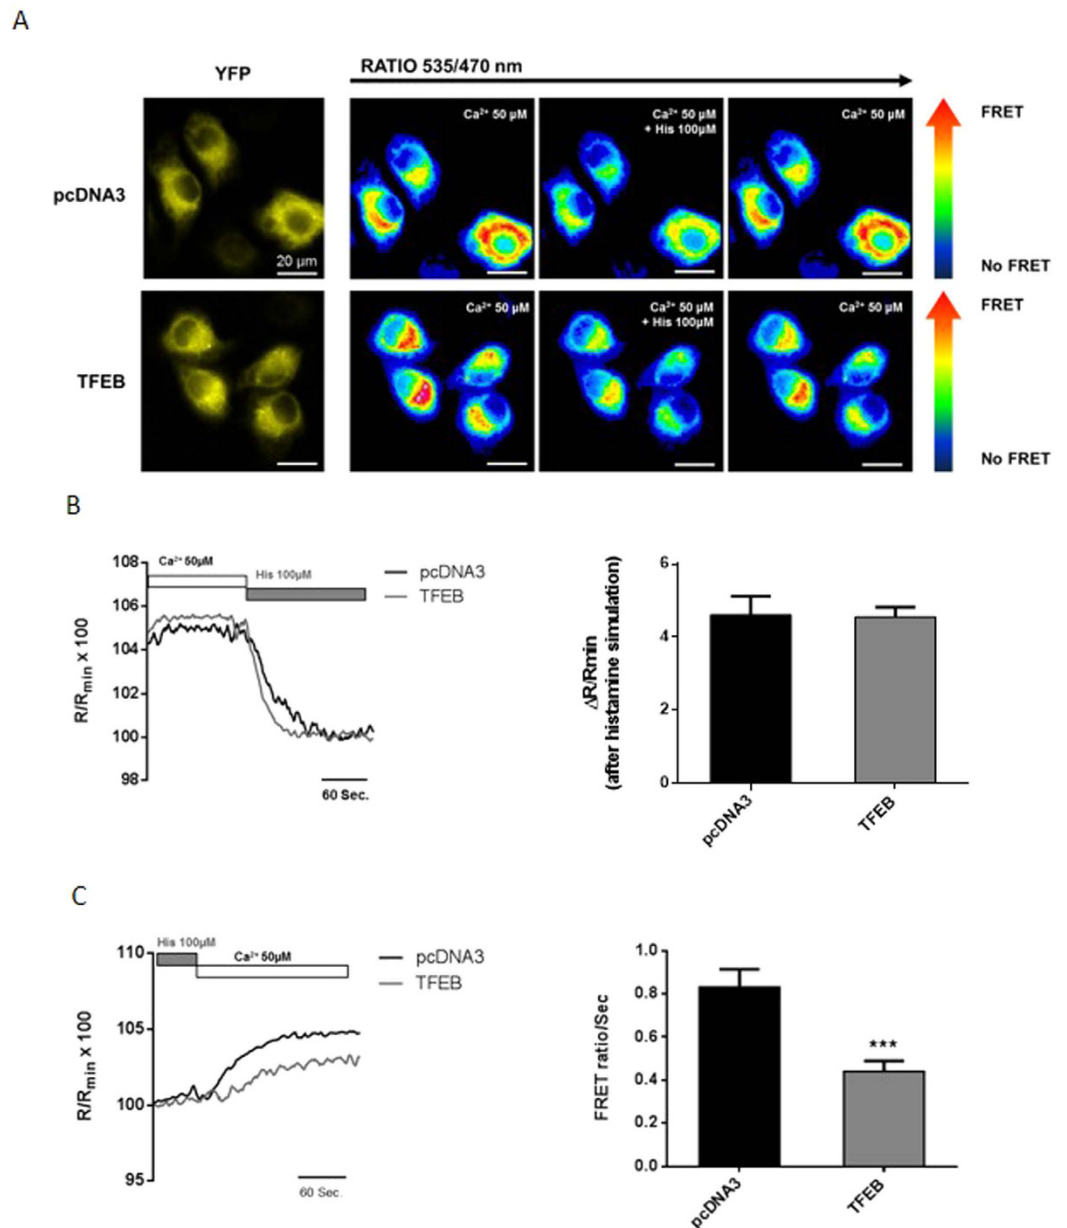 A
YFP
RATIO 535/470 nm
pcDNA3
20 µm
Ca²⁺ 50 µM
Ca²⁺ 50 µM
+ His 100µM
Ca²⁺ 50 µM
FRET
No FRET
TFEB
Ca²⁺ 50 µM
Ca²⁺ 50 µM
+ His 100µM
Ca²⁺ 50 µM
FRET
No FRET
B
108
106
104
102
100
98
R/Rmin x 100
Ca²⁺ 50µM
His 100µM
pcDNA3
TFEB
60 Sec.
6
4
2
0
ΔR/Rmin
(after histamine simulation)
pcDNA3
TFEB
C
110
105
100
95
R/Rmin x 100
His 100µM
Ca²⁺ 50µM
pcDNA3
TFEB
60 Sec.
1.0
0.8
0.6
0.4
0.2
0.0
FRET ratio/Sec
***
pcDNA3
TFEB